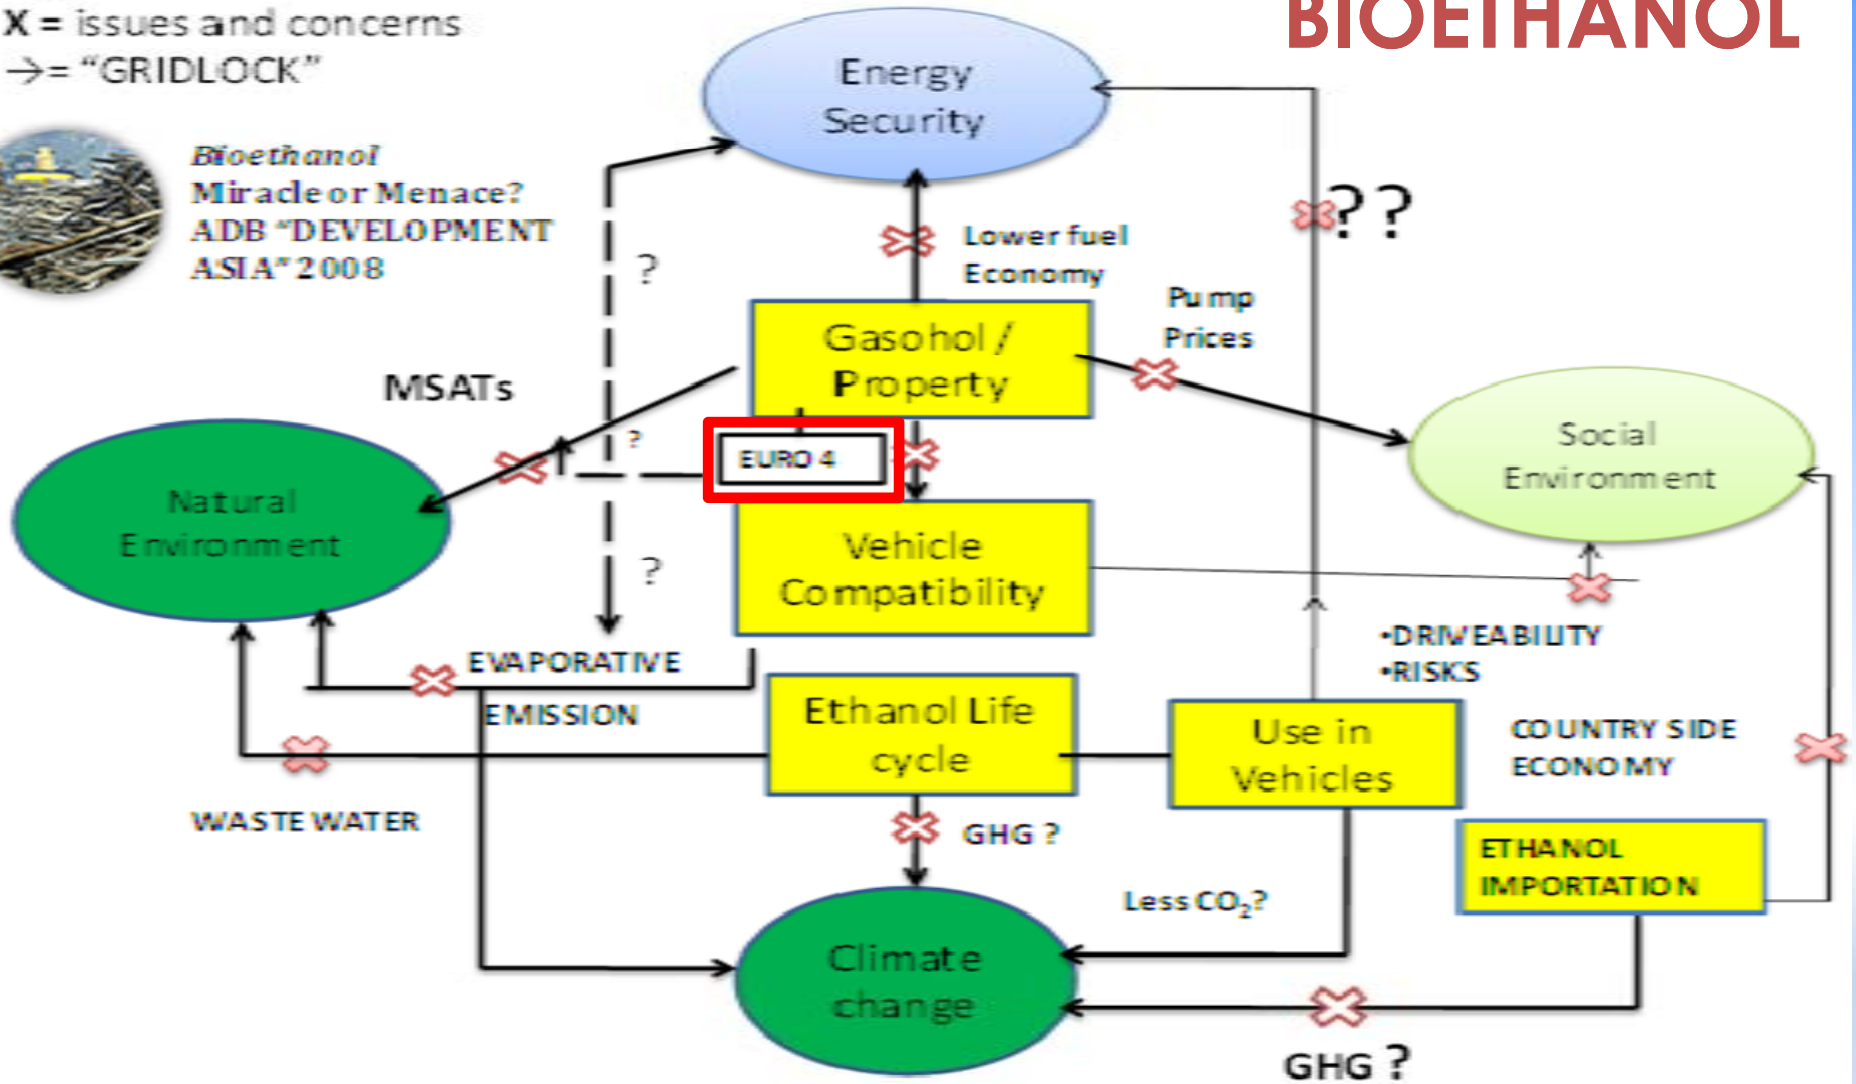 BIOETHANOL
X = issues and concerns
→= “GRIDLOCK”
Bioethanol
Miracle or Menace?
ADB “DEVELOPMENT
ASIA” 2008
Energy
Security
??
?
Lower fuel
Economy
Pump
Prices
Gasohol /
Property
MSATs
?
EURO 4
Social
Environment
Natural
Environment
Vehicle
Compatibility
?
•DRIVEABILITY
•RISKS
EVAPORATIVE
EMISSION
Ethanol Life
cycle
Use in
Vehicles
COUNTRY SIDE
ECONOMY
WASTE WATER
GHG ?
ETHANOL
IMPORTATION
Less CO₂?
Climate
change
GHG ?